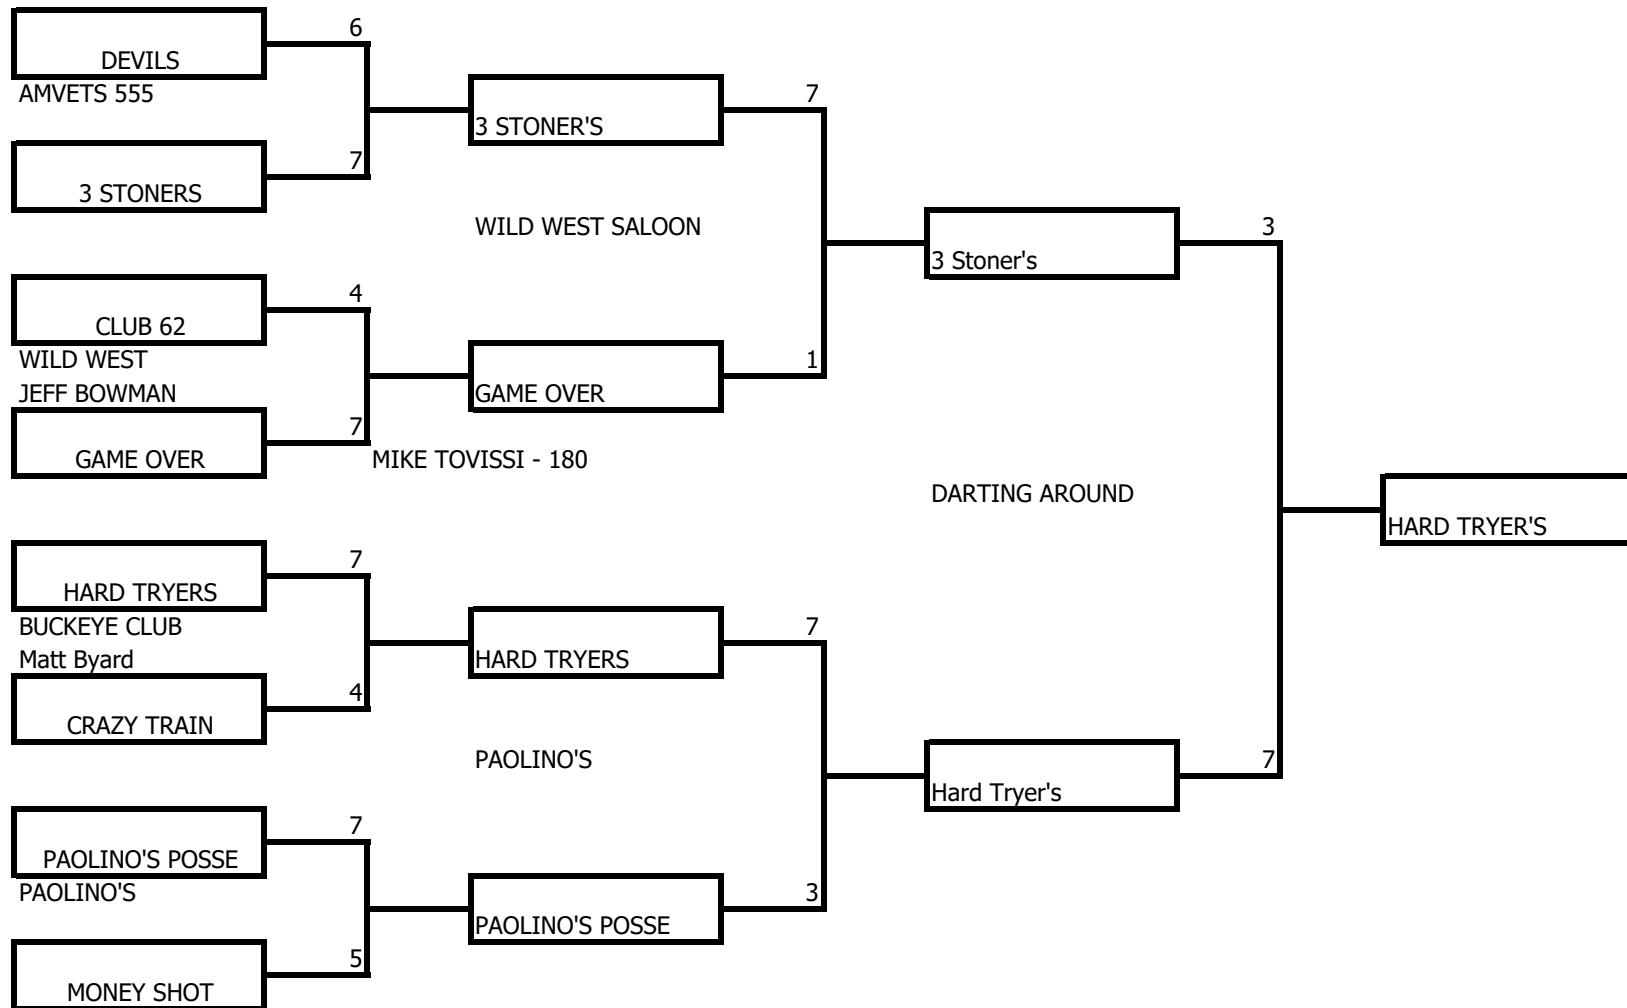 6
DEVILS
AMVETS 555
7
3 STONER'S
7
3 STONERS
WILD WEST SALOON
3
3 Stoner's
4
CLUB 62
WILD WEST
JEFF BOWMAN
1
GAME OVER
7
GAME OVER
MIKE TOVISSI - 180
DARTING AROUND
HARD TRYER'S
7
HARD TRYERS
BUCKEYE CLUB
Matt Byard
7
HARD TRYERS
4
CRAZY TRAIN
PAOLINO'S
7
Hard Tryer's
7
PAOLINO'S POSSE
PAOLINO'S
3
PAOLINO'S POSSE
5
MONEY SHOT